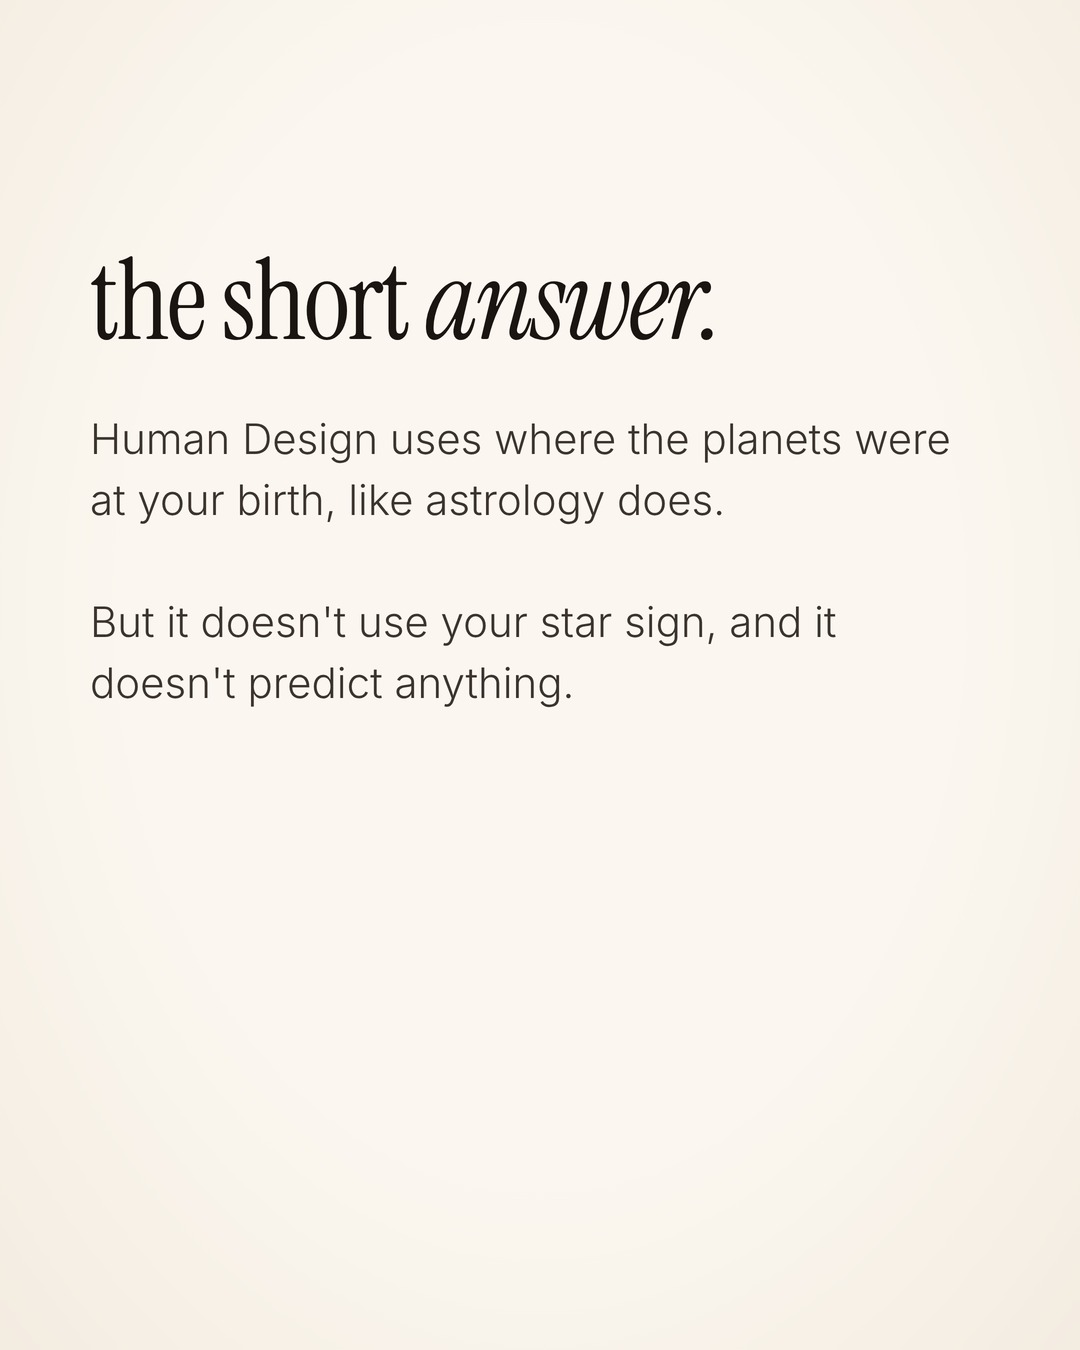 the short answer.
Human Design uses where the planets were
at your birth, like astrology does.
But it doesn't use your star sign, and it
doesn't predict anything.